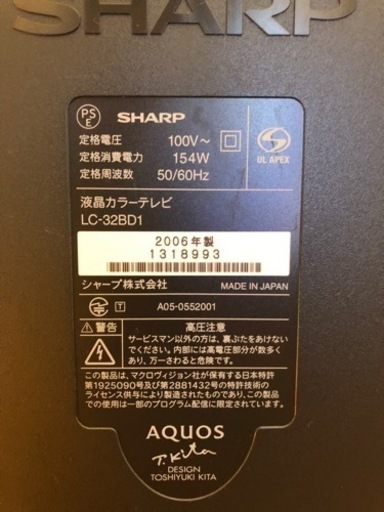 SHARP
PS
E
SHARP
定格電圧 100V～
定格消費電力 154W
定格周波数 50/60Hz
UL APEX
液晶カラーテレビ
LC-32BD1
2006年製
1318993
シャープ株式会社 MADE IN JAPAN
T A05-0552001
警告 高圧注意
サービスマン以外の方は、裏ぶたをあけない
でください。内部には高電圧部分が数多く
あり、万一さわると危険です。
この製品は、マクロヴィジョン社が保有する日本特許
第1925090号及び第2881432号の特許技術の
ライセンス供与により製造されたものであり、この製品
での使用は一部のプログラム配信に限定されています。
AQUOS
T. Kita
DESIGN
TOSHIYUKI KITA